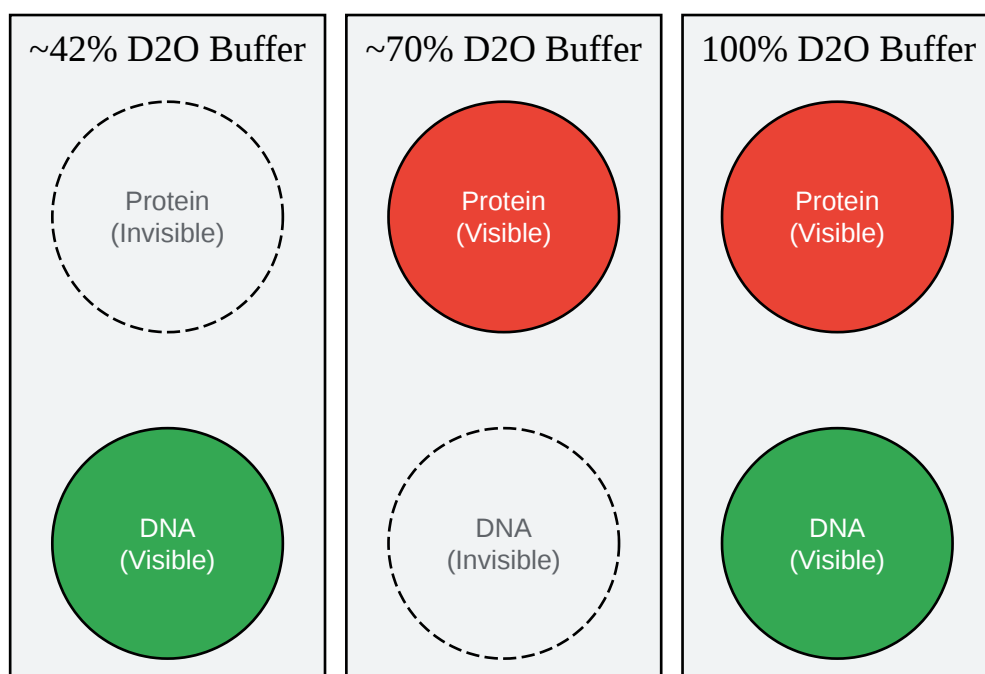 ~42% D2O Buffer
Protein
(Invisible)
DNA
(Visible)
~70% D2O Buffer
Protein
(Visible)
DNA
(Invisible)
100% D2O Buffer
Protein
(Visible)
DNA
(Visible)